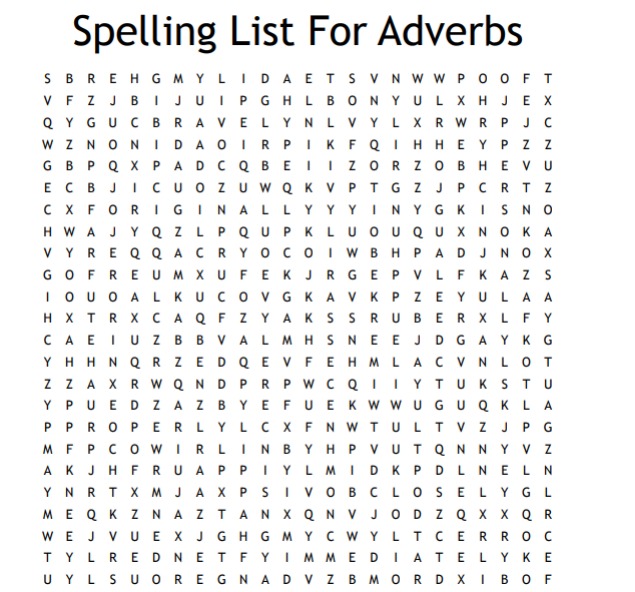 Spelling List For Adverbs
S B R E H G M Y L I D A E T S V N W W P O O F T
V F Z J B I J U I P G H L B O N Y U L X H J E X
Q Y G U C B R A V E L Y N L V Y L X R W R P J C
W Z N O N I D A O I R P I K F Q I H H E Y P Z Z
G B P Q X P A D C Q B E I I Z O R Z O B H E V U
E C B J I C U O Z U W Q K V P T G Z J P C R T Z
C X F O R I G I N A L L Y Y Y I N Y G K I S N O
H W A J Y Q Z L P Q U P K L U O U Q U X N O K A
V Y R E Q Q A C R Y O C O I W B H P A D J N O X
G O F R E U M X U F E K J R G E P V L F K A Z S
I O U O A L K U C O V G K A V K P Z E Y U L A A
H X T R X C A Q F Z Y A K S S R U B E R X L F Y
C A E I U Z B B V A L M H S N E E J D G A Y K G
Y H H N Q R Z E D Q E V F E H M L A C V N L O T
Z Z A X R W Q N D P R P W C Q I I Y T U K S T U
Y P U E D Z A Z B Y E F U E K W W U G U Q K L A
P P R O P E R L Y L C X F N W T U L T V Z J P G
M F P C O W I R L I N B Y H P V U T Q N N Y V Z
A K J H F R U A P P I Y L M I D K P D L N E L N
Y N R T X M J A X P S I V O B C L O S E L Y G L
M E Q K Z N A Z T A N X Q N V J O D Z Q X X Q R
W E J V U E X J G H G M Y C W Y L T C E R R O C
T Y L R E D N E T F Y I M M E D I A T E L Y K E
U Y L S U O R E G N A D V Z B M O R D X I B O F